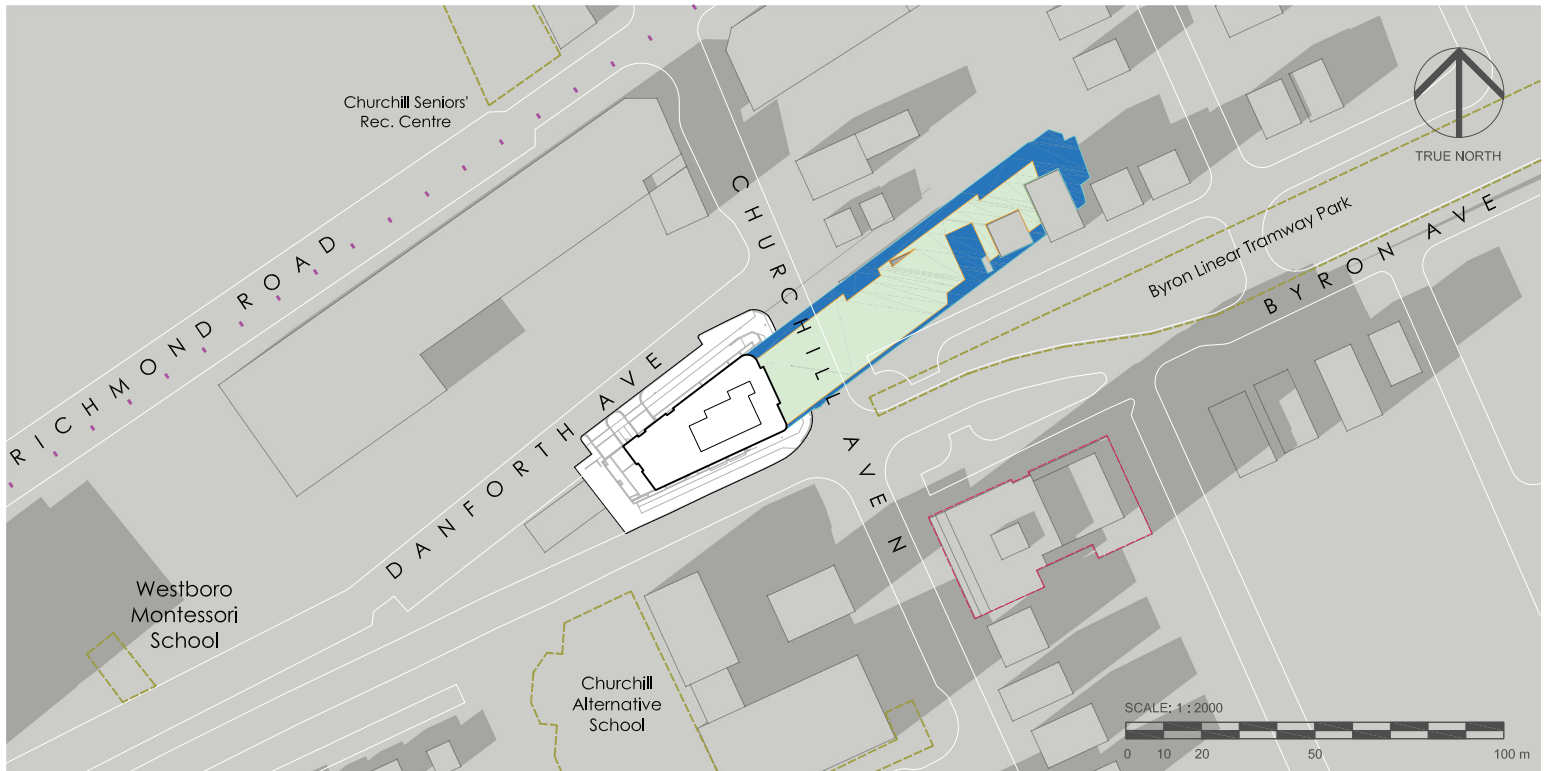 Churchill Seniors'
Rec. Centre
TRUE NORTH
RICHMOND ROAD
CHURCHILL AVE N
Byron Linear Tramway Park
BYRON AVE
DANFORTH AVE
Westboro
Montessori
School
Churchill
Alternative
School
SCALE: 1 : 2000
0 10 20 50 100 m